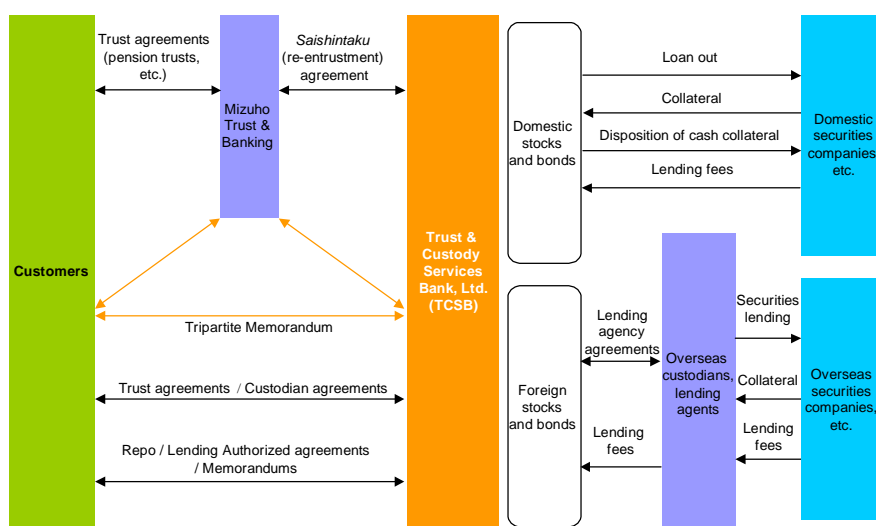 Trust agreements
(pension trusts,
etc.)
Saishintaku
(re-entrustment)
agreement
Mizuho
Trust &
Banking
Customers
Tripartite Memorandum
Trust agreements / Custodian agreements
Repo / Lending Authorized agreements
/ Memorandums
Trust &
Custody
Services
Bank, Ltd.
(TCSB)
Domestic
stocks
and bonds
Loan out
Collateral
Disposition of cash collateral
Lending fees
Domestic
securities
companies
etc.
Foreign
stocks
and bonds
Lending
agency
agreements
Lending
fees
Overseas
custodians,
lending
agents
Securities
lending
Collateral
Lending
fees
Overseas
securities
companies,
etc.